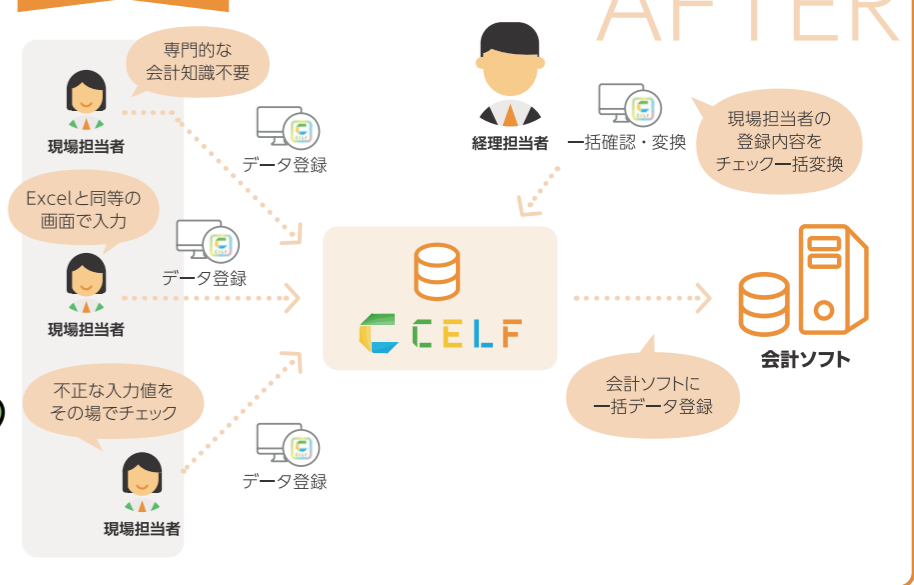 AFTER
専門的な
会計知識不要
現場担当者
データ登録
経理担当者
一括確認・変換
現場担当者の
登録内容を
チェック一括変換
Excelと同等の
画面で入力
データ登録
現場担当者
CELF
会計ソフト
会計ソフトに
一括データ登録
不正な入力値を
その場でチェック
データ登録
現場担当者